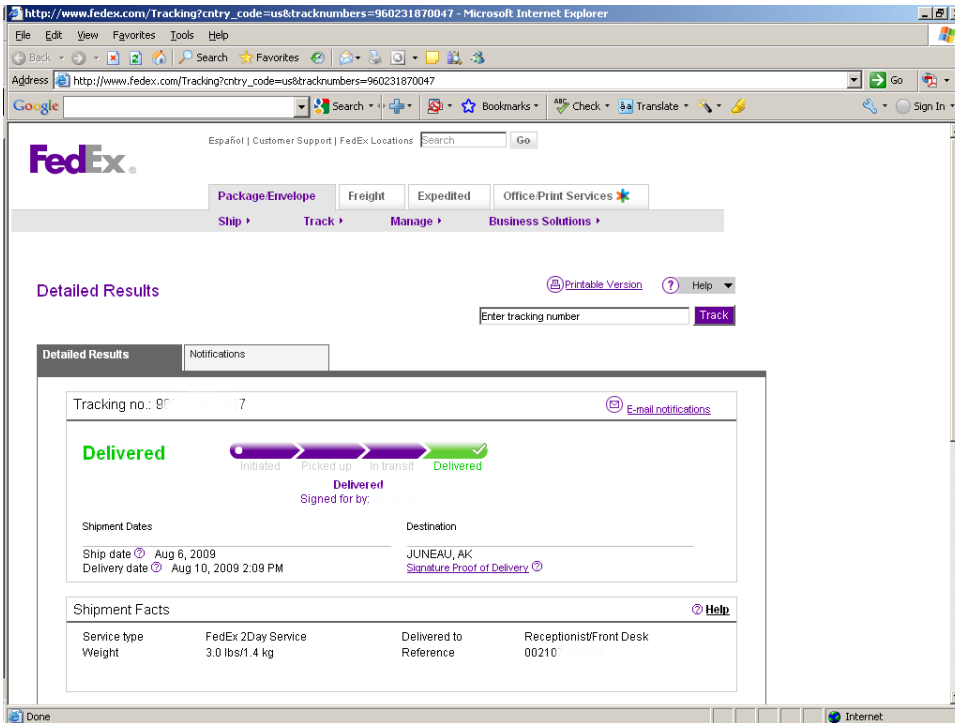 http://www.fedex.com/Tracking?cntry_code=us&tracknumbers=960231870047 - Microsoft Internet Explorer
File Edit View Favorites Tools Help
Back Search Favorites
Address http://www.fedex.com/Tracking?cntry_code=us&tracknumbers=960231870047 Go
Google Search Bookmarks Check Translate Sign In
Español | Customer Support | FedEx Locations Search Go
FedEx®
Package/Envelope Freight Expedited Office/Print Services
Ship Track Manage Business Solutions
Detailed Results Printable Version ? Help
Enter tracking number Track
Detailed Results Notifications
Tracking no.: 9 7 E-mail notifications
Delivered
Initiated Picked up In transit Delivered
Delivered
Signed for by:
Shipment Dates Destination
Ship date ? Aug 6, 2009 JUNEAU, AK
Delivery date ? Aug 10, 2009 2:09 PM Signature Proof of Delivery ?
Shipment Facts ? Help
Service type FedEx 2Day Service Delivered to Receptionist/Front Desk
Weight 3.0 lbs/1.4 kg Reference 00210
Done Internet